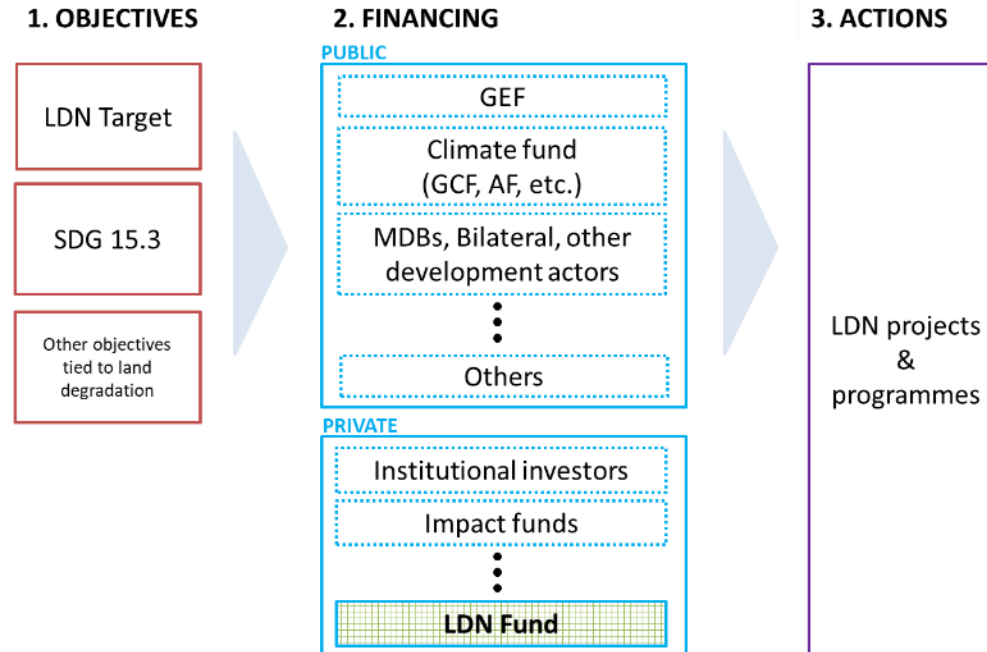 1. OBJECTIVES
LDN Target
SDG 15.3
Other objectives
tied to land
degradation
2. FINANCING
PUBLIC
GEF
Climate fund
(GCF, AF, etc.)
MDBs, Bilateral, other
development actors
Others
PRIVATE
Institutional investors
Impact funds
LDN Fund
3. ACTIONS
LDN projects
&
programmes